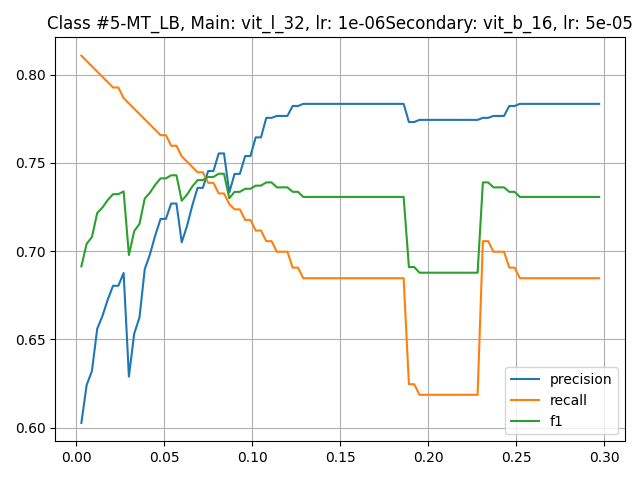 Class #5-MT_LB, Main: vit_l_32, lr: 1e-06Secondary: vit_b_16, lr: 5e-05
0.80
0.75
0.70
0.65
0.60
0.00 0.05 0.10 0.15 0.20 0.25 0.30
precision
recall
f1